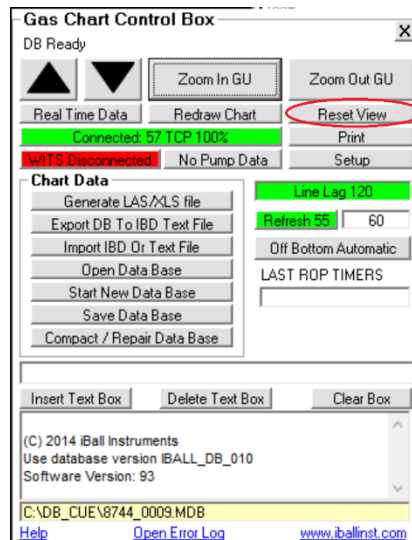 Gas Chart Control Box
X
DB Ready
Zoom In GU
Zoom Out GU
Real Time Data
Redraw Chart
Reset View
Connected: 57 TCP 100%
Print
WITS Disconnected
No Pump Data
Setup
Chart Data
Generate LAS/XLS file
Export DB To IBD Text File
Import IBD Or Text File
Open Data Base
Start New Data Base
Save Data Base
Compact / Repair Data Base
Line Lag 120
Refresh 55
60
Off Bottom Automatic
LAST ROP TIMERS
Insert Text Box
Delete Text Box
Clear Box
(C) 2014 iBall Instruments
Use database version IBALL_DB_010
Software Version: 93
C:\DB_CUE\8744_0009.MDB
Help
Open Error Log
www.iballinst.com